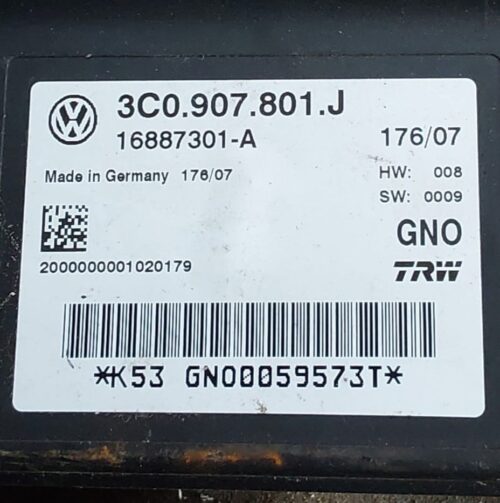 3C0.907.801.J
16887301-A 176/07
Made in Germany 176/07 HW: 008
SW: 0009
GNO
2000000001020179 TRW
*K53 GNO0059573T*